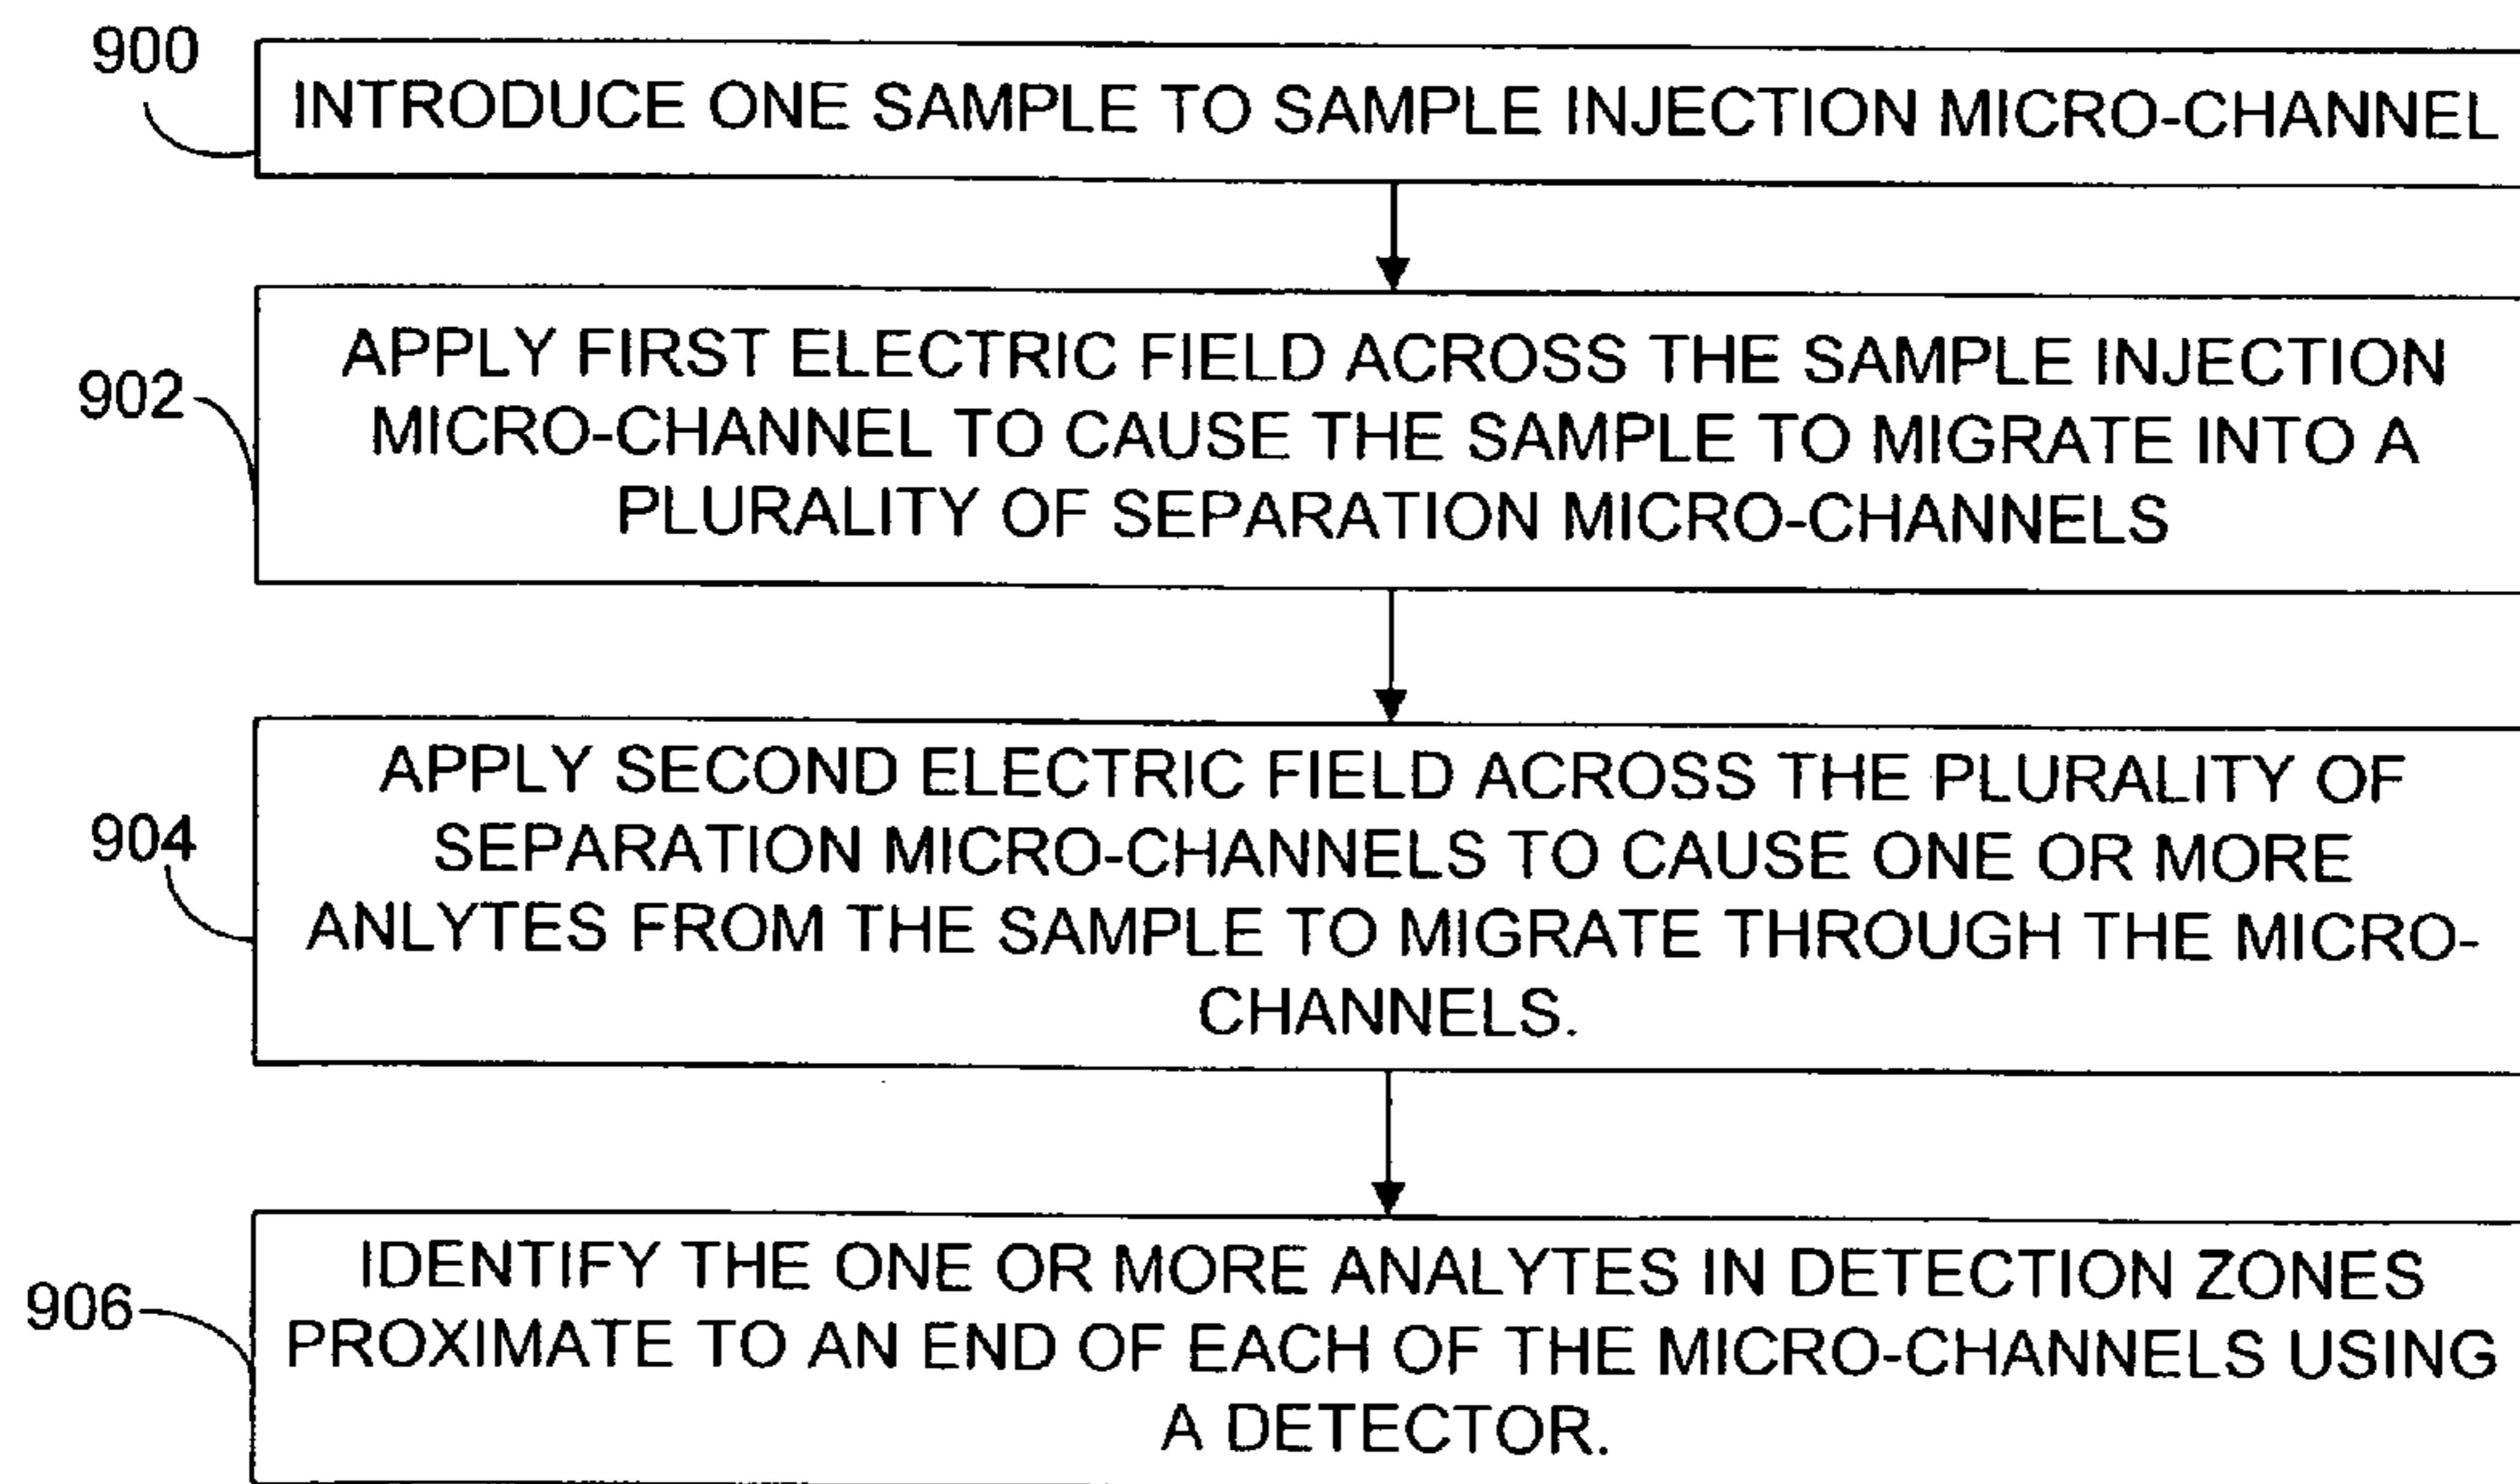 900
INTRODUCE ONE SAMPLE TO SAMPLE INJECTION MICRO-CHANNEL
902
APPLY FIRST ELECTRIC FIELD ACROSS THE SAMPLE INJECTION
MICRO-CHANNEL TO CAUSE THE SAMPLE TO MIGRATE INTO A
PLURALITY OF SEPARATION MICRO-CHANNELS
904
APPLY SECOND ELECTRIC FIELD ACROSS THE PLURALITY OF
SEPARATION MICRO-CHANNELS TO CAUSE ONE OR MORE
ANLYTES FROM THE SAMPLE TO MIGRATE THROUGH THE MICRO-
CHANNELS.
906
IDENTIFY THE ONE OR MORE ANALYTES IN DETECTION ZONES
PROXIMATE TO AN END OF EACH OF THE MICRO-CHANNELS USING
A DETECTOR.